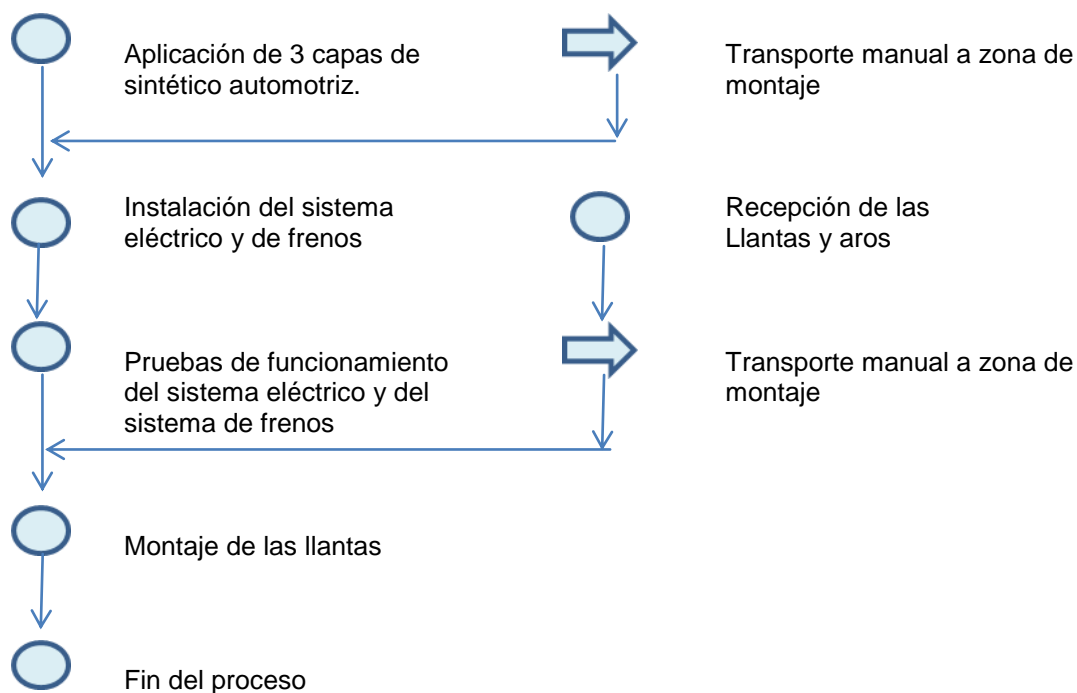 Aplicación de 3 capas de
sintético automotriz.
Transporte manual a zona de
montaje
Instalación del sistema
eléctrico y de frenos
Recepción de las
Llantas y aros
Pruebas de funcionamiento
del sistema eléctrico y del
sistema de frenos
Transporte manual a zona de
montaje
Montaje de las llantas
Fin del proceso